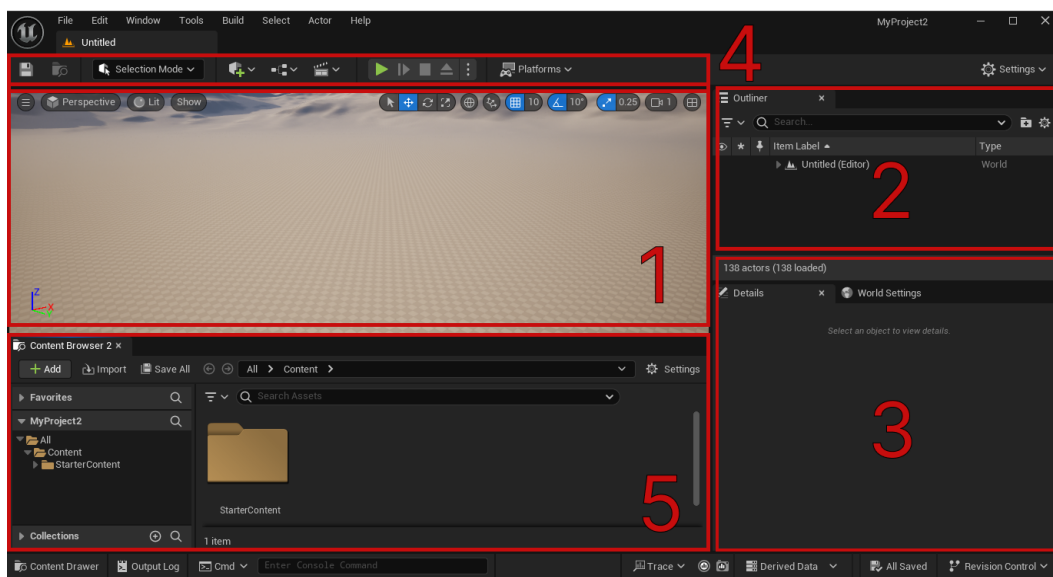 File Edit Window Tools Build Select Actor Help MyProject2
Untitled
Selection Mode Platforms Settings
4
Perspective Lit Show 10 10° 0.25 1
Outliner
Search...
Item Label Type
Untitled (Editor) World
2
1
138 actors (138 loaded)
Details World Settings
Z
X
Select an object to view details.
3
Content Browser 2
+ Add Import Save All All > Content > Settings
Favorites Search Assets
MyProject2
All
Content
StarterContent
StarterContent
5
Collections 1 item
Content Drawer Output Log Cmd Enter Console Command Trace Derived Data All Saved Revision Control